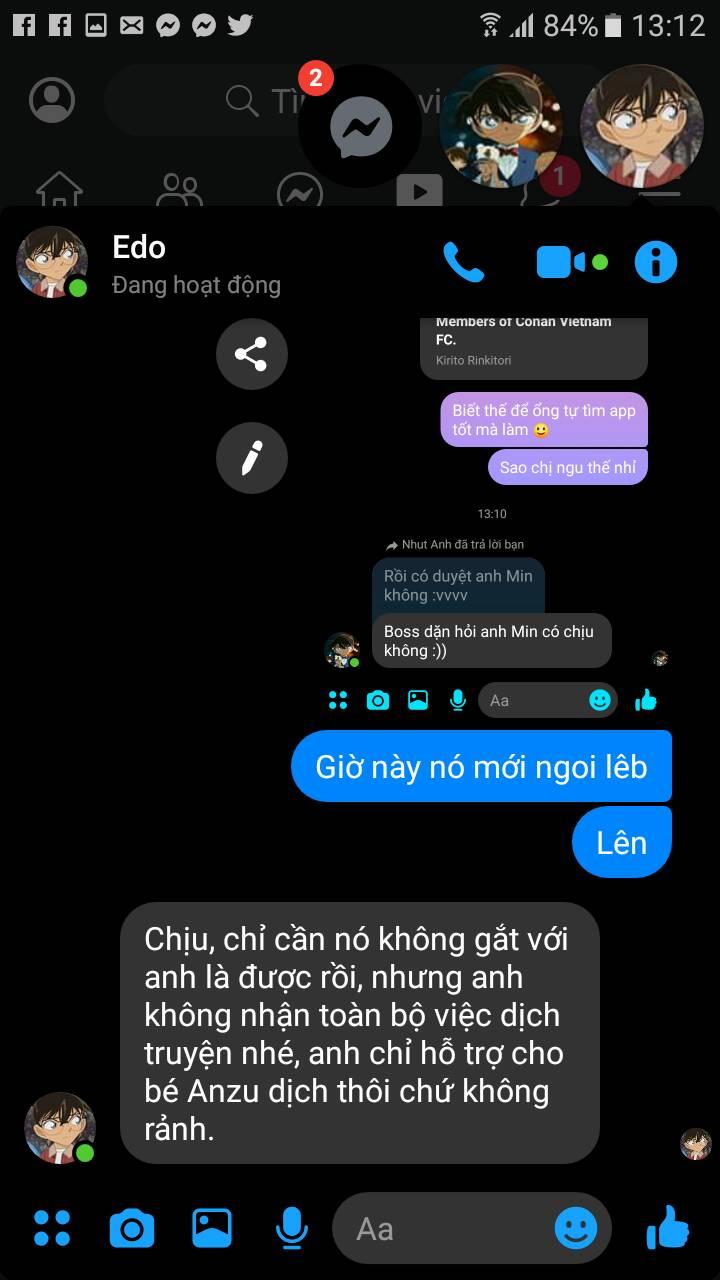 84% 13:12
2
1
Edo
Đang hoạt động
Members of Conan Vietnam
FC.
Kirito Rinkitori
Biết thế để ổng tự tìm app
tốt mà làm
Sao chị ngu thế nhỉ
13:10
Nhut Anh đã trả lời bạn
Rồi có duyệt anh Min
không :vvvv
Boss dặn hỏi anh Min có chịu
không :))
Aa
Giờ này nó mới ngoi lêb
Lên
Chịu, chỉ cần nó không gắt với
anh là được rồi, nhưng anh
không nhận toàn bộ việc dịch
truyện nhé, anh chỉ hỗ trợ cho
bé Anzu dịch thôi chứ không
rảnh.
Aa